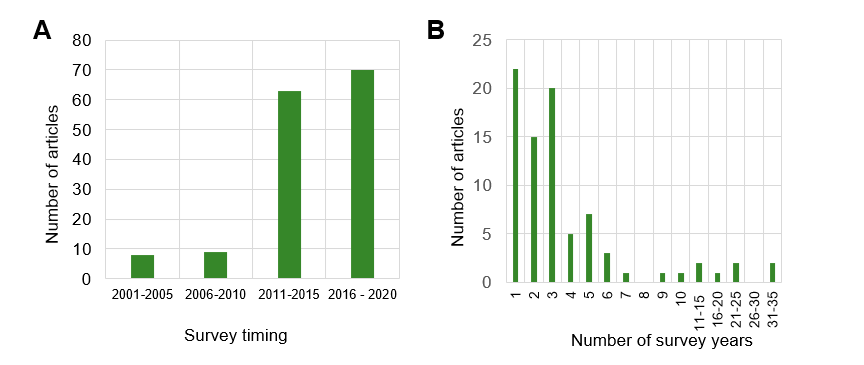 A
80
70
60
50
40
30
20
10
0
Number of articles
2001-2005 2006-2010 2011-2015 2016 - 2020
Survey timing
B
25
20
15
10
5
0
Number of articles
1 2 3 4 5 6 7 8 9 10 11-15 16-20 21-25 26-30 31-35
Number of survey years